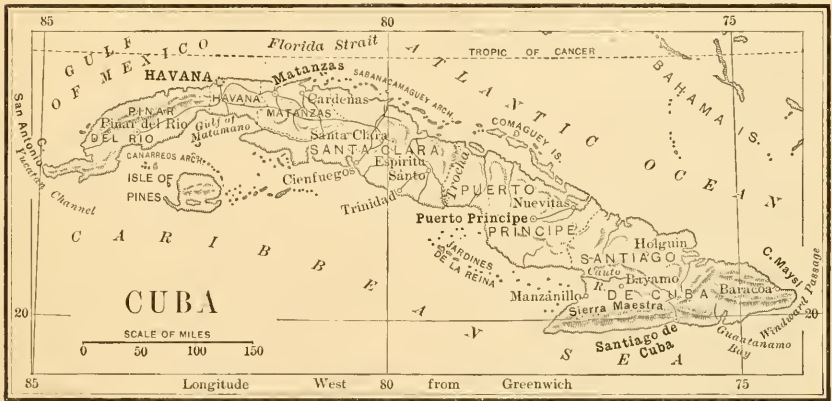 85 80 75
GULF OF MEXICO
Florida Strait
TROPIC OF CANCER
ATLANTIC OCEAN
BAHAMA IS.
HAVANA
Matanzas
SABANACAMAGUEY ARCH.
HAVANA
Cardenas
MATANZAS
PINAR DEL RIO
Pinar del Rio
Gulf of Matamano
San Antonio
Yucatan Channel
CANARREOS ARCH.
ISLE OF PINES
Santa Clara
SANTA CLARA
Espiritu Santo
Cienfuegos
Trinidad
Trocha
COMAGUEY IS.
PUERTO PRINCIPE
Nuevitas
Puerto Principe
JARDINES DE LA REINA
Holguin
SANTIAGO DE CUBA
Cauto R.
Bayamo
Manzanillo
Sierra Maestra
Baracoa
C. Maysi
Windward Passage
Guantanamo Bay
Santiago de Cuba
CARIBBEAN SEA
CUBA
SCALE OF MILES
0 50 100 150
20 20
85 80 75
Longitude West from Greenwich